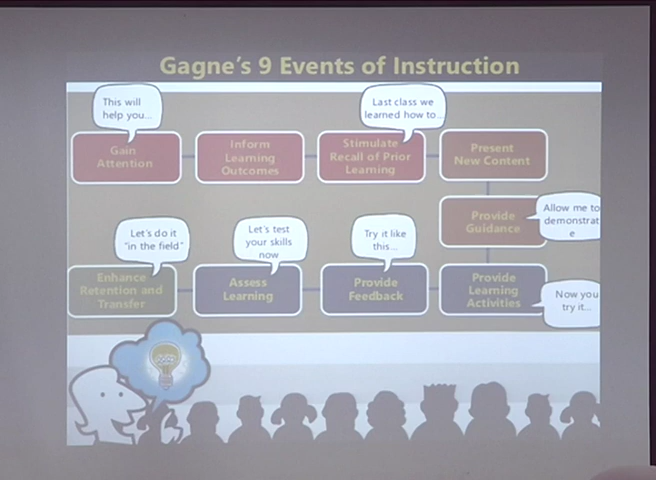 Gagne's 9 Events of Instruction
This will
help you...
Last class we
learned how to...
Gain
Attention
Inform
Learning
Outcomes
Stimulate
Recall of Prior
Learning
Present
New Content
Provide
Guidance
Allow me to
demonstrat
e
Let's do it
"in the field"
Let's test
your skills
now
Try it like
this...
Enhance
Retention and
Transfer
Assess
Learning
Provide
Feedback
Provide
Learning
Activities
Now you
try it...